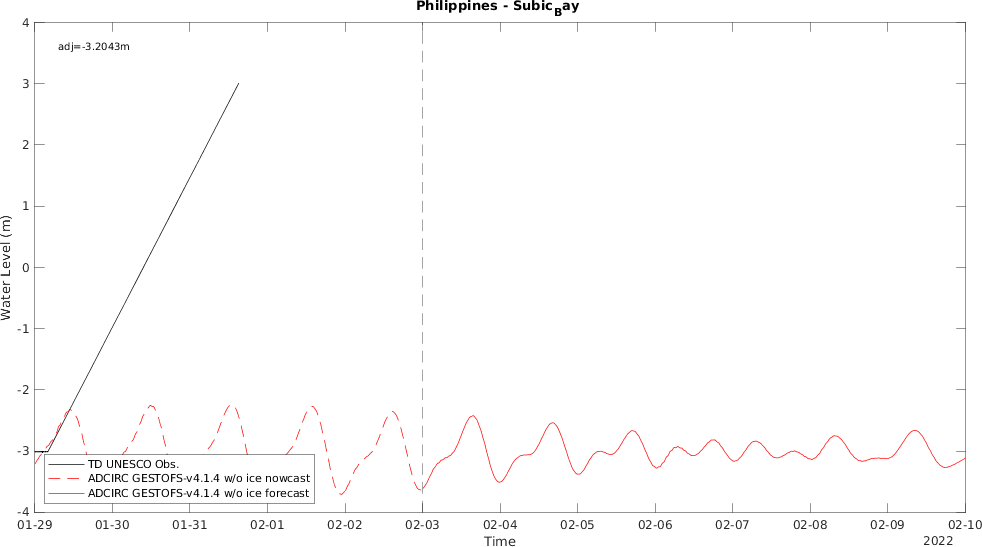 Philippines - Subic_Bay
adj=-3.2043m
4
3
2
1
0
-1
-2
-3
-4
Water Level (m)
TD UNESCO Obs.
ADCIRC GESTOFS-v4.1.4 w/o ice nowcast
ADCIRC GESTOFS-v4.1.4 w/o ice forecast
01-29 01-30 01-31 02-01 02-02 02-03 02-04 02-05 02-06 02-07 02-08 02-09 02-10
Time
2022